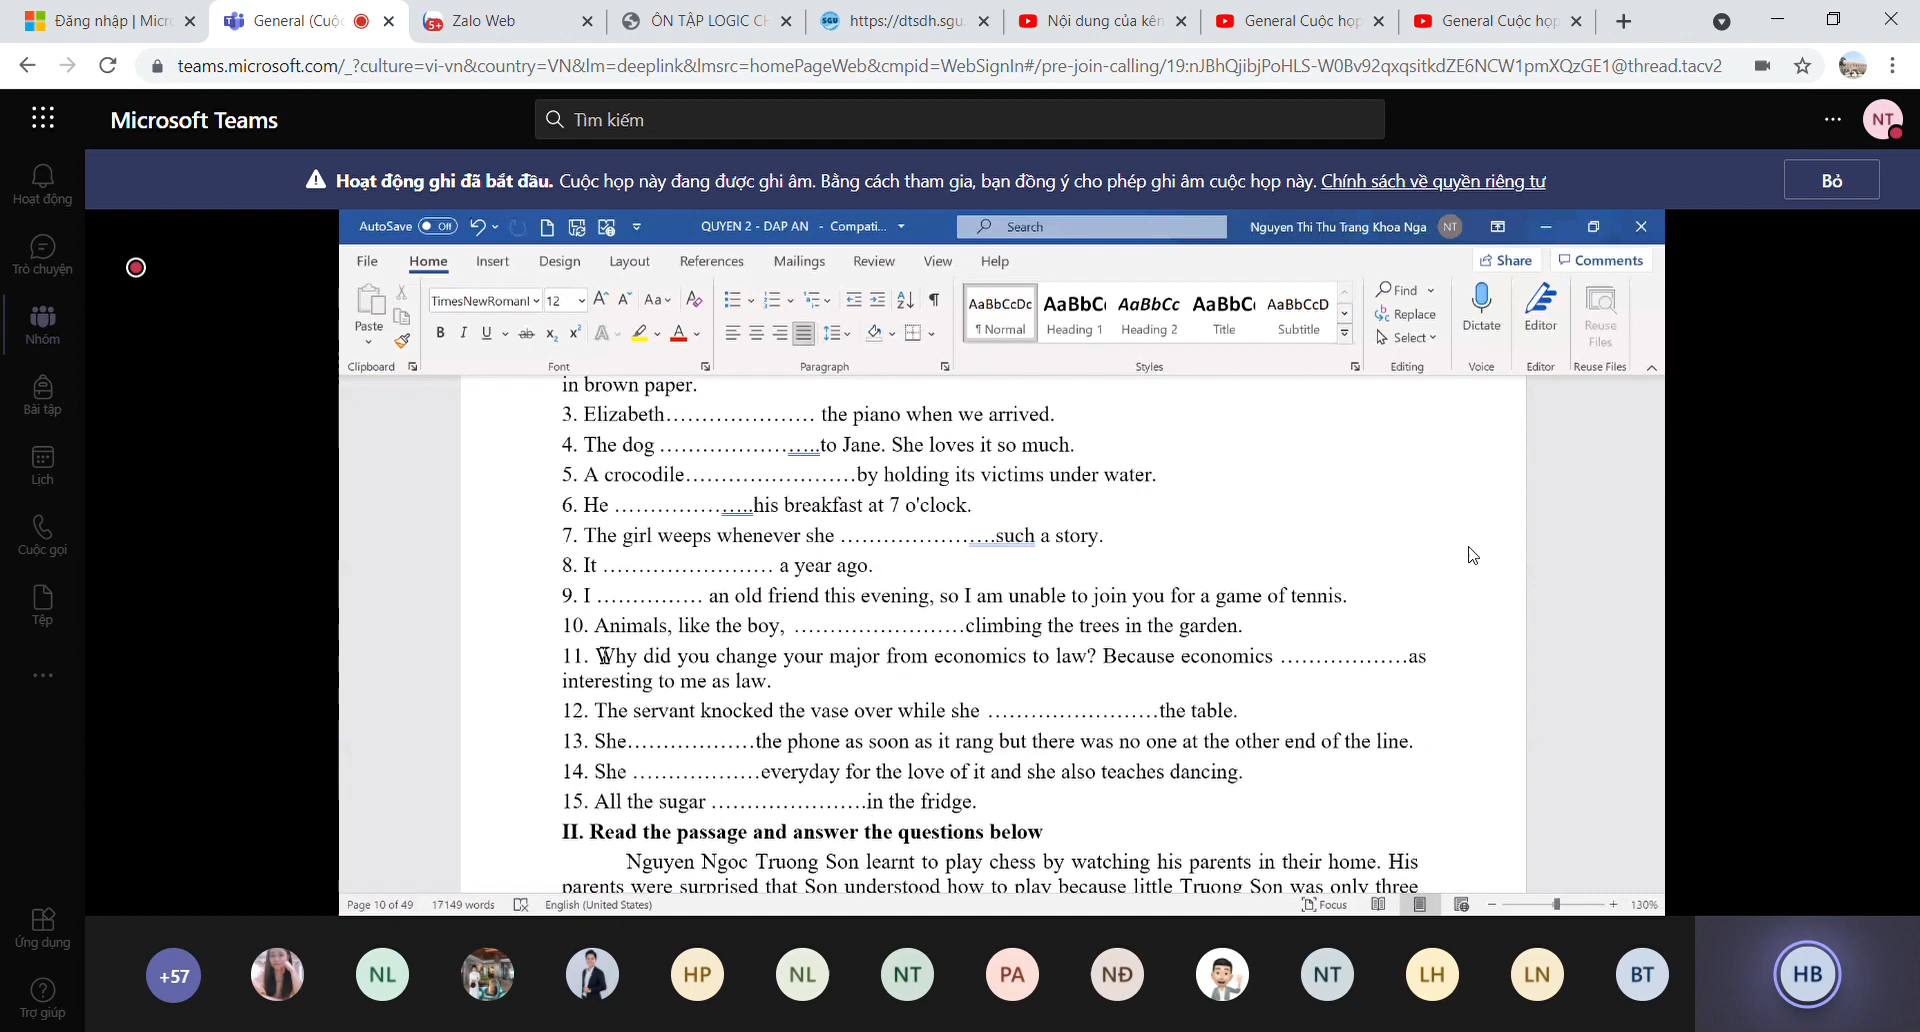 Đăng nhập | Micr
General (Cuộ
Zalo Web
ÔN TẬP LOGIC CH
https://dtsdh.sgu.
Nội dung của kên
General Cuộc họp
General Cuộc họp
teams.microsoft.com/_?culture=vi-vn&country=VN&lm=deeplink&lmsrc=homePageWeb&cmpid=WebSignIn#/pre-join-calling/19:nJBhQjibjPoHLS-W0Bv92qxqsitkdZE6NCW1pmXQzGE1@thread.tacv2
Microsoft Teams
Tìm kiếm
NT
Hoạt động ghi đã bắt đầu. Cuộc họp này đang được ghi âm. Bằng cách tham gia, bạn đồng ý cho phép ghi âm cuộc họp này. Chính sách về quyền riêng tư
Bỏ
Hoạt động
Trò chuyện
Nhóm
Bài tập
Lịch
Cuộc gọi
Tệp
Ứng dụng
Trợ giúp
AutoSave Off QUYEN 2 - DAP AN - Compati... Search Nguyen Thi Thu Trang Khoa Nga NT
File Home Insert Design Layout References Mailings Review View Help Share Comments
Paste TimesNewRomanI 12 Aa
AaBbCcDc AaBbC AaBbCc AaBbC AaBbCcD
¶ Normal Heading 1 Heading 2 Title Subtitle
Find Replace Select Dictate Editor Reuse Files
Clipboard Font Paragraph Styles Editing Voice Editor Reuse Files
in brown paper.
3. Elizabeth………………… the piano when we arrived.
4. The dog …………………..to Jane. She loves it so much.
5. A crocodile……………………by holding its victims under water.
6. He ………………..his breakfast at 7 o'clock.
7. The girl weeps whenever she ………………….such a story.
8. It …………………… a year ago.
9. I …………… an old friend this evening, so I am unable to join you for a game of tennis.
10. Animals, like the boy, ……………………climbing the trees in the garden.
11. Why did you change your major from economics to law? Because economics ………………as
interesting to me as law.
12. The servant knocked the vase over while she ……………………the table.
13. She………………the phone as soon as it rang but there was no one at the other end of the line.
14. She ………………everyday for the love of it and she also teaches dancing.
15. All the sugar ………………….in the fridge.
II. Read the passage and answer the questions below
Nguyen Ngoc Truong Son learnt to play chess by watching his parents in their home. His
parents were surprised that Son understood how to play because little Truong Son was only three
Page 10 of 49 17149 words English (United States) Focus 130%
+57 NL HP NL NT PA NĐ NT LH LN BT HB